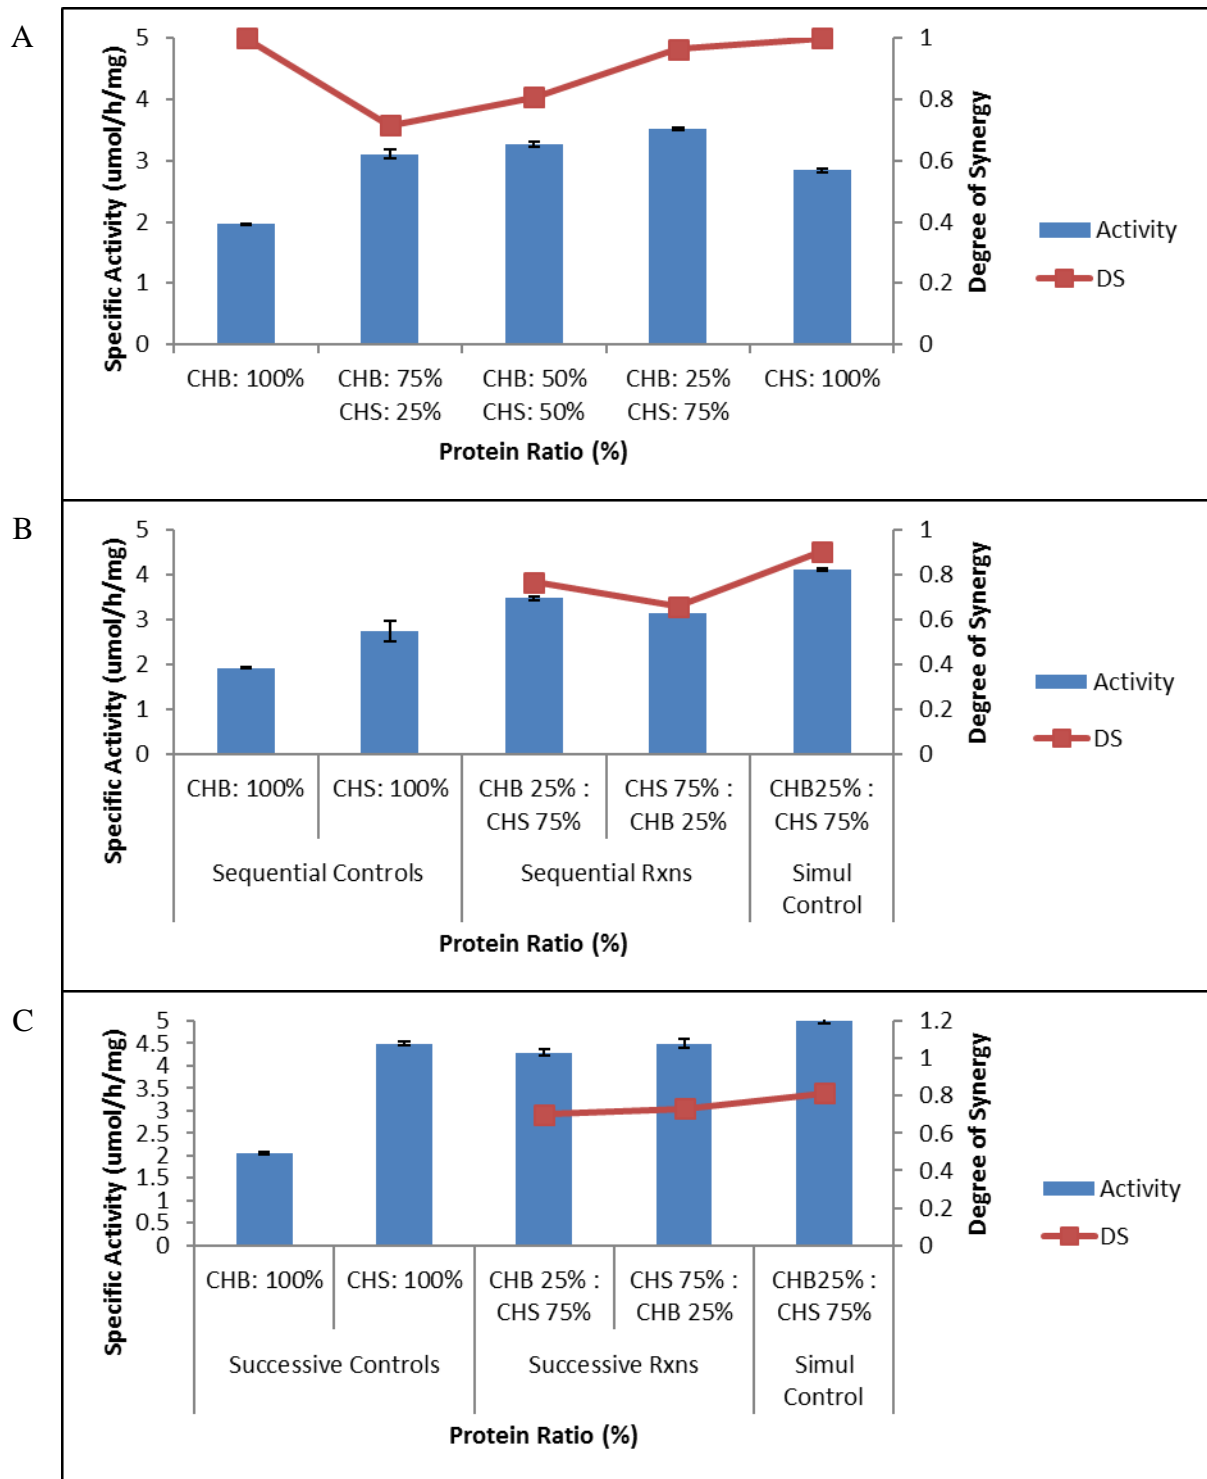 A
Specific Activity (umol/h/mg)
5
4
3
2
1
0
1
0.8
0.6
0.4
0.2
0
Degree of Synergy
CHB: 100%
CHB: 75%
CHS: 25%
CHB: 50%
CHS: 50%
CHB: 25%
CHS: 75%
CHS: 100%
Protein Ratio (%)
Activity
DS
B
Specific Activity (umol/h/mg)
5
4
3
2
1
0
1
0.8
0.6
0.4
0.2
0
Degree of Synergy
CHB: 100%
CHS: 100%
CHB 25% :
CHS 75%
CHS 75% :
CHB 25%
CHB25% :
CHS 75%
Sequential Controls
Sequential Rxns
Simul
Control
Protein Ratio (%)
Activity
DS
C
Specific Activity (umol/h/mg)
5
4.5
4
3.5
3
2.5
2
1.5
1
0.5
0
1.2
1
0.8
0.6
0.4
0.2
0
Degree of Synergy
CHB: 100%
CHS: 100%
CHB 25% :
CHS 75%
CHS 75% :
CHB 25%
CHB25% :
CHS 75%
Successive Controls
Successive Rxns
Simul
Control
Protein Ratio (%)
Activity
DS